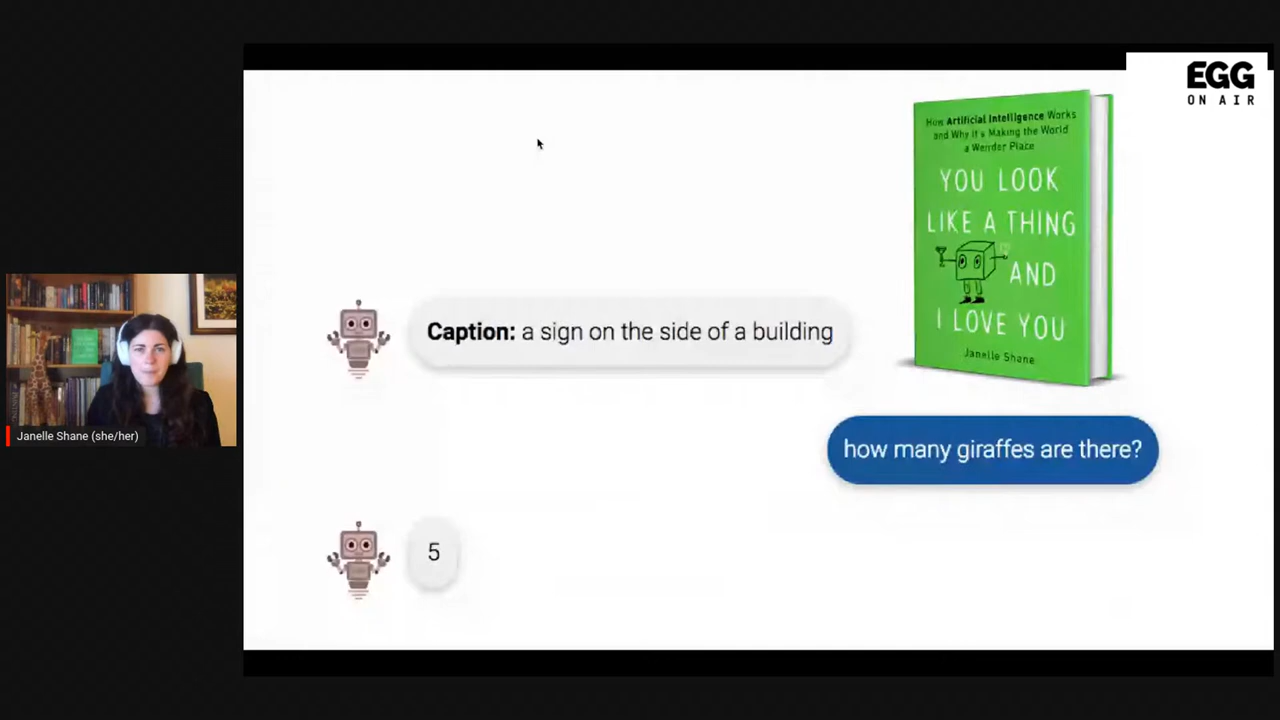 EGG
ON AIR
How Artificial Intelligence Works
and Why It's Making the World
a Weirder Place
YOU LOOK
LIKE A THING
AND
I LOVE YOU
Janelle Shane
Caption: a sign on the side of a building
how many giraffes are there?
5
Janelle Shane (she/her)